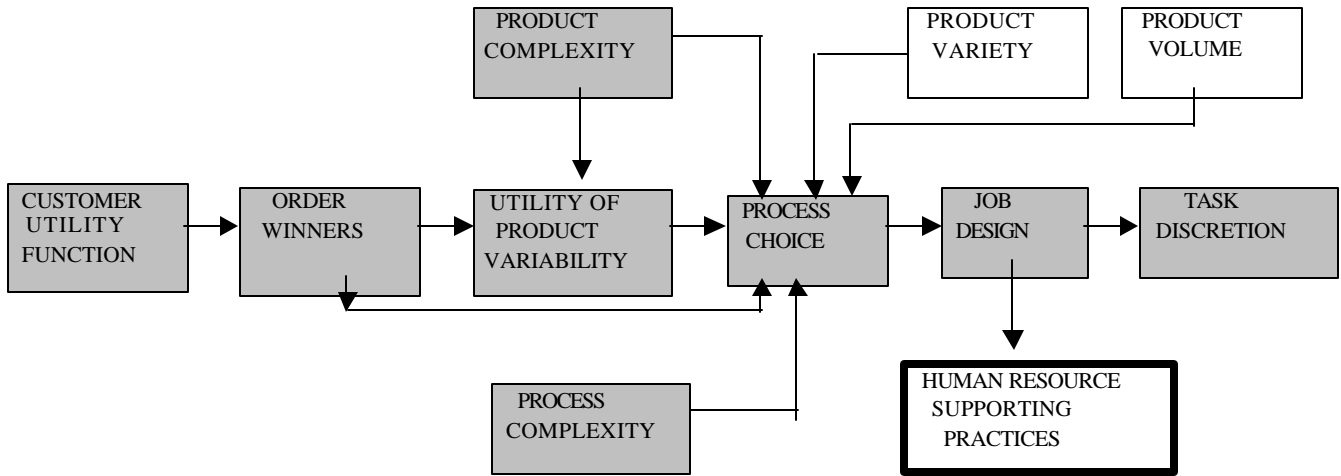 PRODUCT
COMPLEXITY
PRODUCT
VARIETY
PRODUCT
VOLUME
CUSTOMER
UTILITY
FUNCTION
ORDER
WINNERS
UTILITY OF
PRODUCT
VARIABILITY
PROCESS
CHOICE
JOB
DESIGN
TASK
DISCRETION
PROCESS
COMPLEXITY
HUMAN RESOURCE
SUPPORTING
PRACTICES